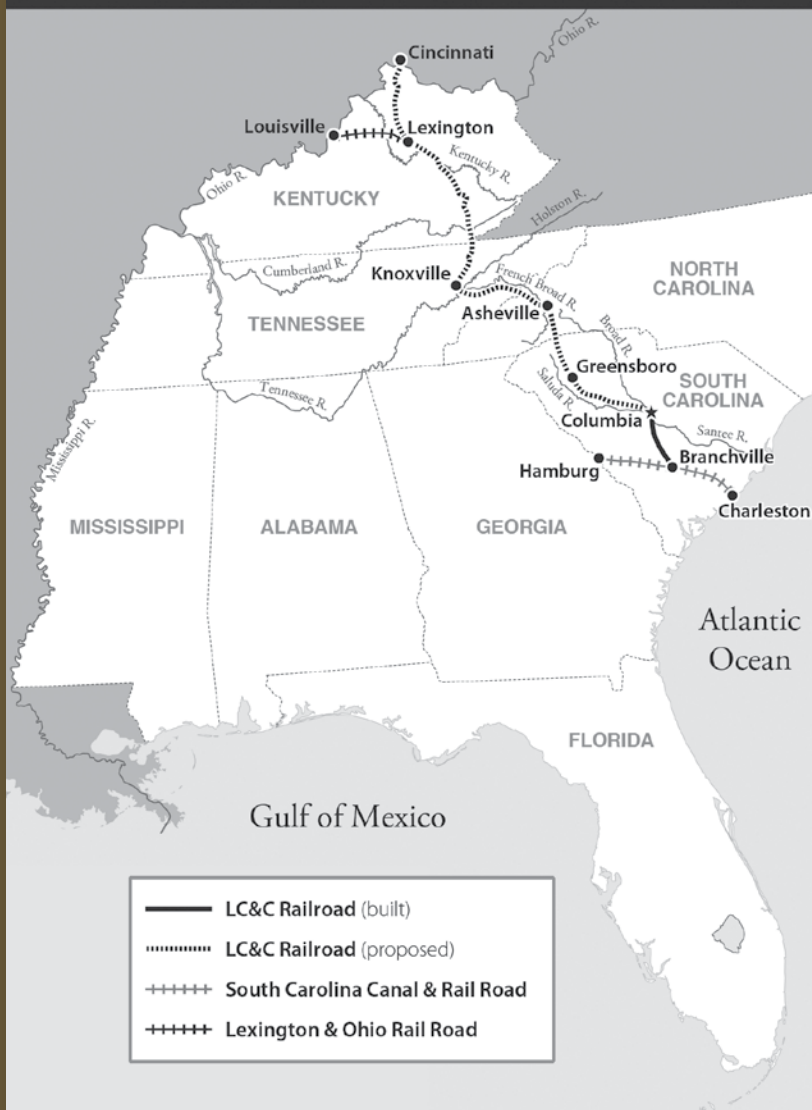 Cincinnati
Ohio R.
Louisville
Lexington
Kentucky R.
Ohio R.
KENTUCKY
Holston R.
Cumberland R.
Knoxville
French Broad R.
NORTH
CAROLINA
Asheville
TENNESSEE
Broad R.
Greensboro
Saluda R.
SOUTH
CAROLINA
Tennessee R.
Columbia
Santee R.
Mississippi R.
Branchville
Hamburg
Charleston
MISSISSIPPI
ALABAMA
GEORGIA
Atlantic
Ocean
FLORIDA
Gulf of Mexico
LC&C Railroad (built)
LC&C Railroad (proposed)
South Carolina Canal & Rail Road
Lexington & Ohio Rail Road